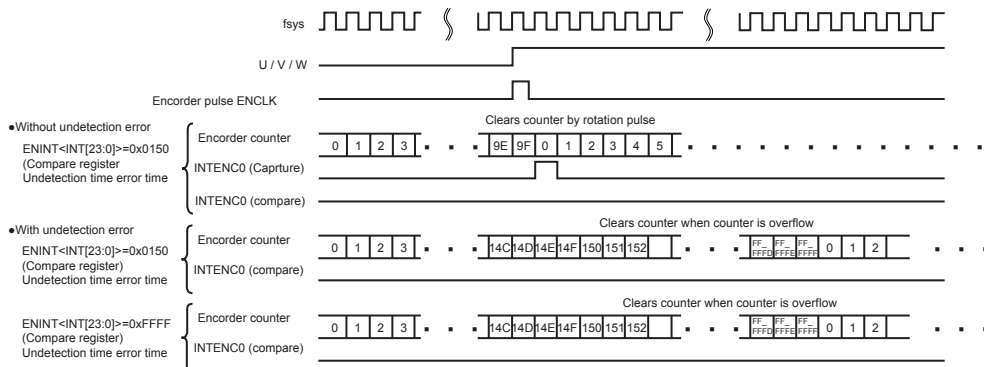 fsys
U / V / W
Encorder pulse ENCLK
●Without undetection error
Clears counter by rotation pulse
ENINT<INT[23:0]>=0x0150
(Compare register
Undetection time error time
Encorder counter
0 1 2 3 9E 9F 0 1 2 3 4 5
INTENC0 (Caprture)
INTENC0 (compare)
●With undetection error
Clears counter when counter is overflow
ENINT<INT[23:0]>=0x0150
(Compare register)
Undetection time error time
Encorder counter
0 1 2 3 14C 14D 14E 14F 150 151 152 FF_FFFD FF_FFFE FF_FFFF 0 1 2
INTENC0 (compare)
Clears counter when counter is overflow
ENINT<INT[23:0]>=0xFFFF
(Compare register)
Undetection time error time
Encorder counter
0 1 2 3 14C 14D 14E 14F 150 151 152 FF_FFFD FF_FFFE FF_FFFF 0 1 2
INTENC0 (compare)